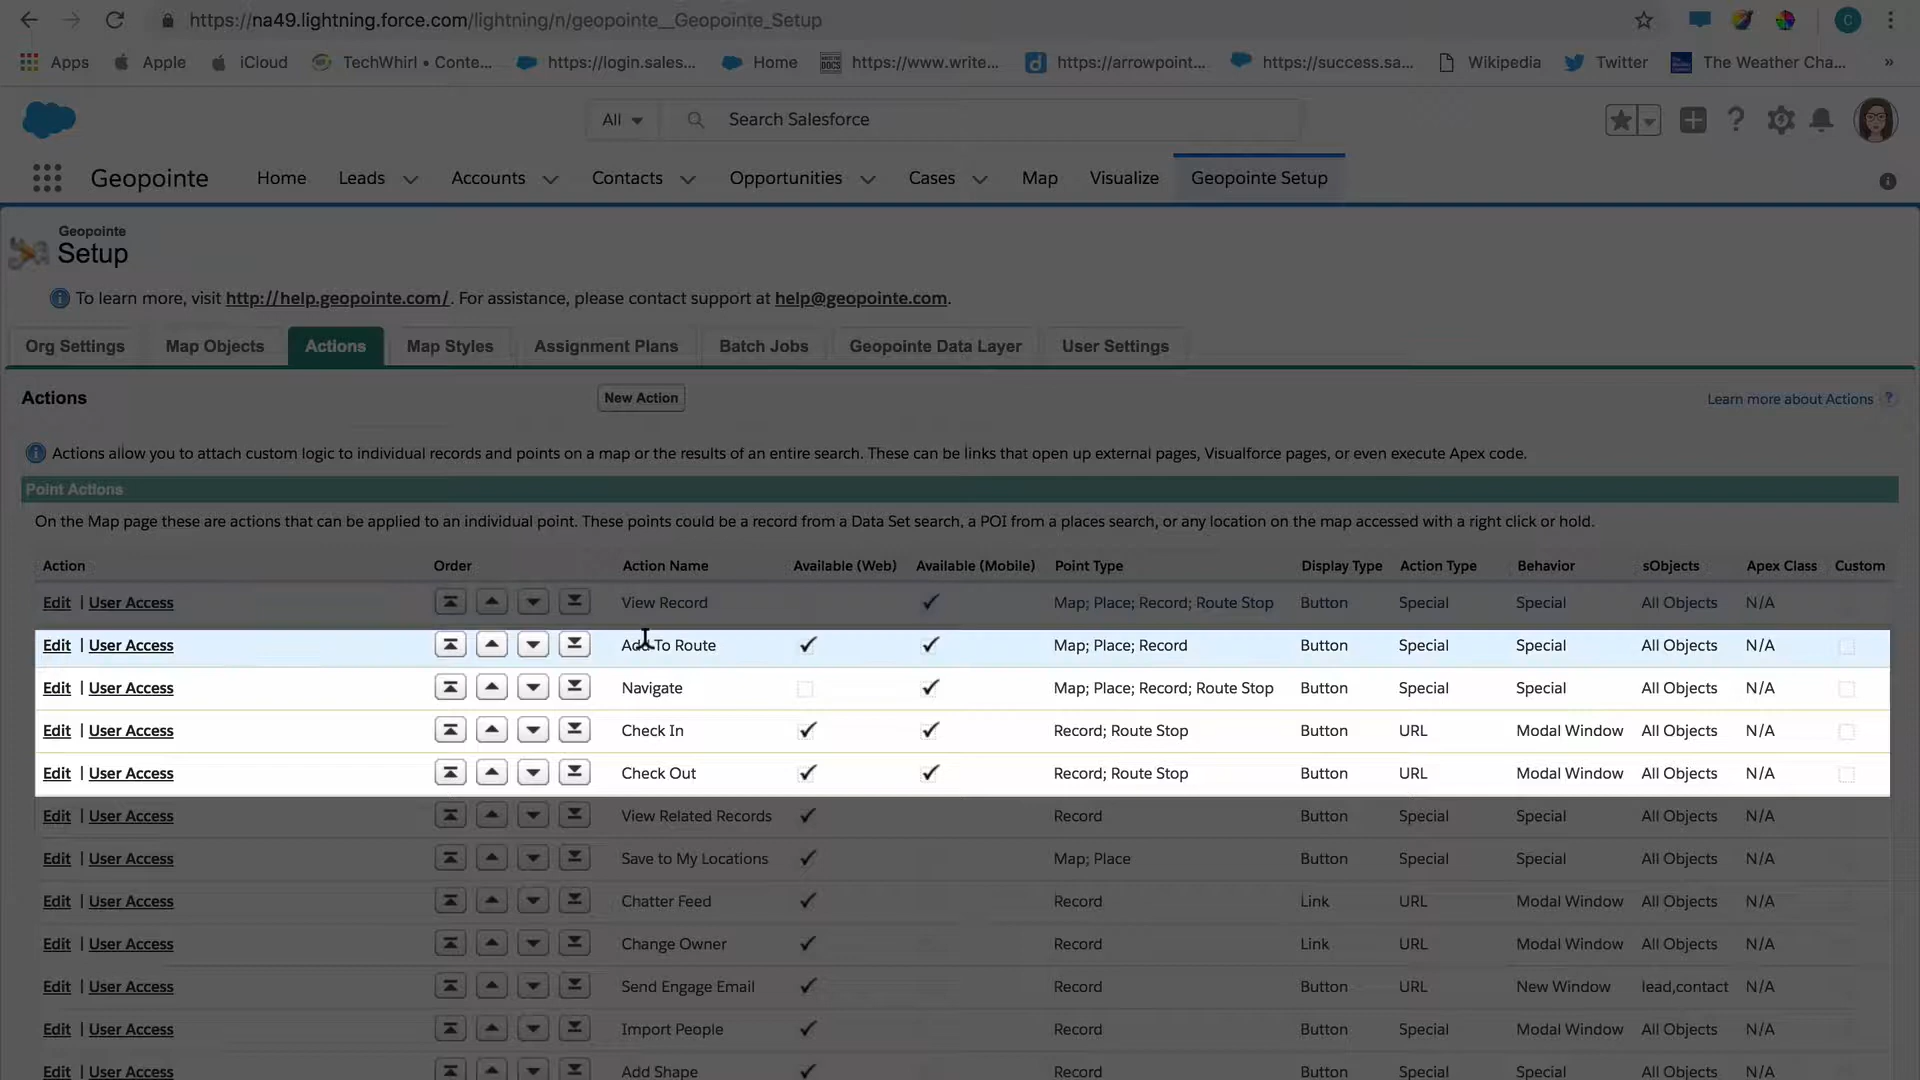 https://na49.lightning.force.com/lightning/n/geopointe__Geopointe_Setup
C
Apps Apple iCloud TechWhirl • Conte... https://login.sales... Home https://www.write... https://arrowpoint... https://success.sa... Wikipedia Twitter The Weather Cha... »
All Search Salesforce
Geopointe Home Leads Accounts Contacts Opportunities Cases Map Visualize Geopointe Setup
Geopointe
Setup
To learn more, visit http://help.geopointe.com/. For assistance, please contact support at help@geopointe.com.
Org Settings Map Objects Actions Map Styles Assignment Plans Batch Jobs Geopointe Data Layer User Settings
Actions New Action Learn more about Actions ?
Actions allow you to attach custom logic to individual records and points on a map or the results of an entire search. These can be links that open up external pages, Visualforce pages, or even execute Apex code.
Point Actions
On the Map page these are actions that can be applied to an individual point. These points could be a record from a Data Set search, a POI from a places search, or any location on the map accessed with a right click or hold.
Action Order Action Name Available (Web) Available (Mobile) Point Type Display Type Action Type Behavior sObjects Apex Class Custom
Edit | User Access View Record Map; Place; Record; Route Stop Button Special Special All Objects N/A
Edit | User Access Add To Route Map; Place; Record Button Special Special All Objects N/A
Edit | User Access Navigate Map; Place; Record; Route Stop Button Special Special All Objects N/A
Edit | User Access Check In Record; Route Stop Button URL Modal Window All Objects N/A
Edit | User Access Check Out Record; Route Stop Button URL Modal Window All Objects N/A
Edit | User Access View Related Records Record Button Special Special All Objects N/A
Edit | User Access Save to My Locations Map; Place Button Special Special All Objects N/A
Edit | User Access Chatter Feed Record Link URL Modal Window All Objects N/A
Edit | User Access Change Owner Record Link URL Modal Window All Objects N/A
Edit | User Access Send Engage Email Record Button URL New Window lead,contact N/A
Edit | User Access Import People Record Button Special Modal Window All Objects N/A
Edit | User Access Add Shape Record Button Special Special All Objects N/A